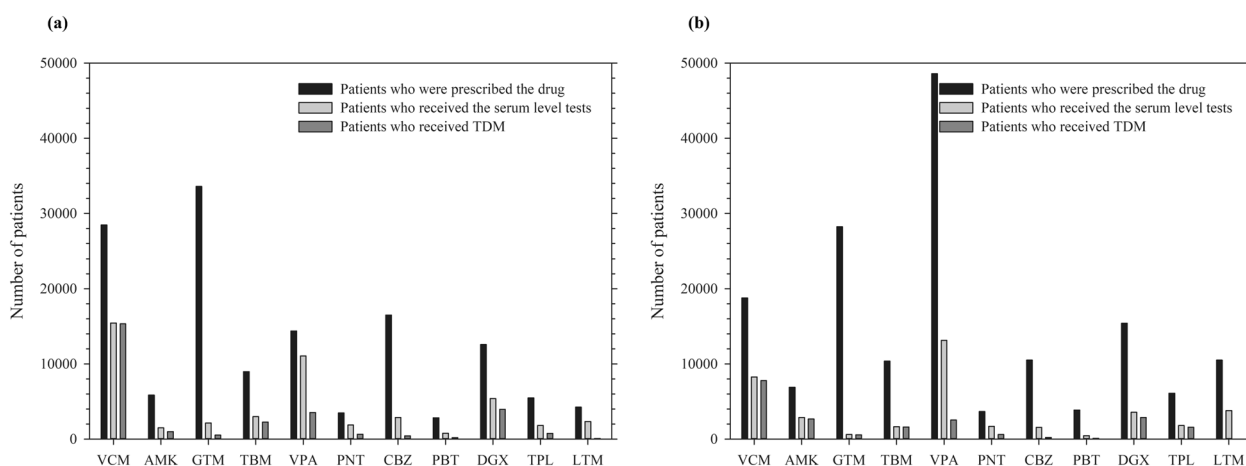 (a)
Number of patients
50000
40000
30000
20000
10000
0
Patients who were prescribed the drug
Patients who received the serum level tests
Patients who received TDM
VCM AMK GTM TBM VPA PNT CBZ PBT DGX TPL LTM
(b)
Number of patients
50000
40000
30000
20000
10000
0
Patients who were prescribed the drug
Patients who received the serum level tests
Patients who received TDM
VCM AMK GTM TBM VPA PNT CBZ PBT DGX TPL LTM